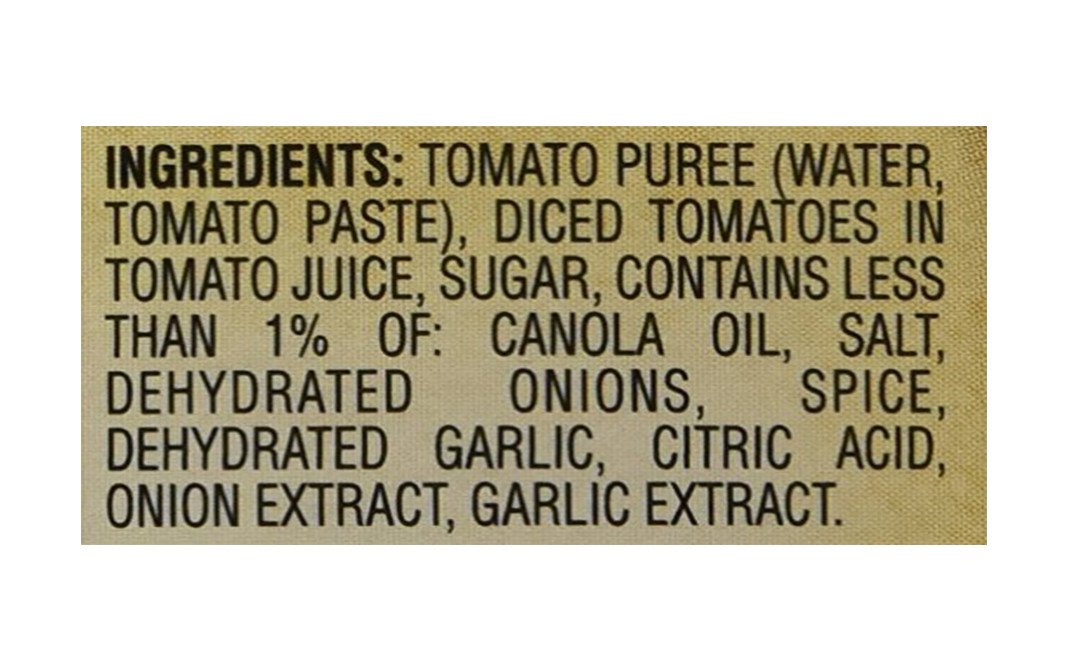 INGREDIENTS: TOMATO PUREE (WATER,
TOMATO PASTE), DICED TOMATOES IN
TOMATO JUICE, SUGAR, CONTAINS LESS
THAN 1% OF: CANOLA OIL, SALT,
DEHYDRATED ONIONS, SPICE,
DEHYDRATED GARLIC, CITRIC ACID,
ONION EXTRACT, GARLIC EXTRACT.